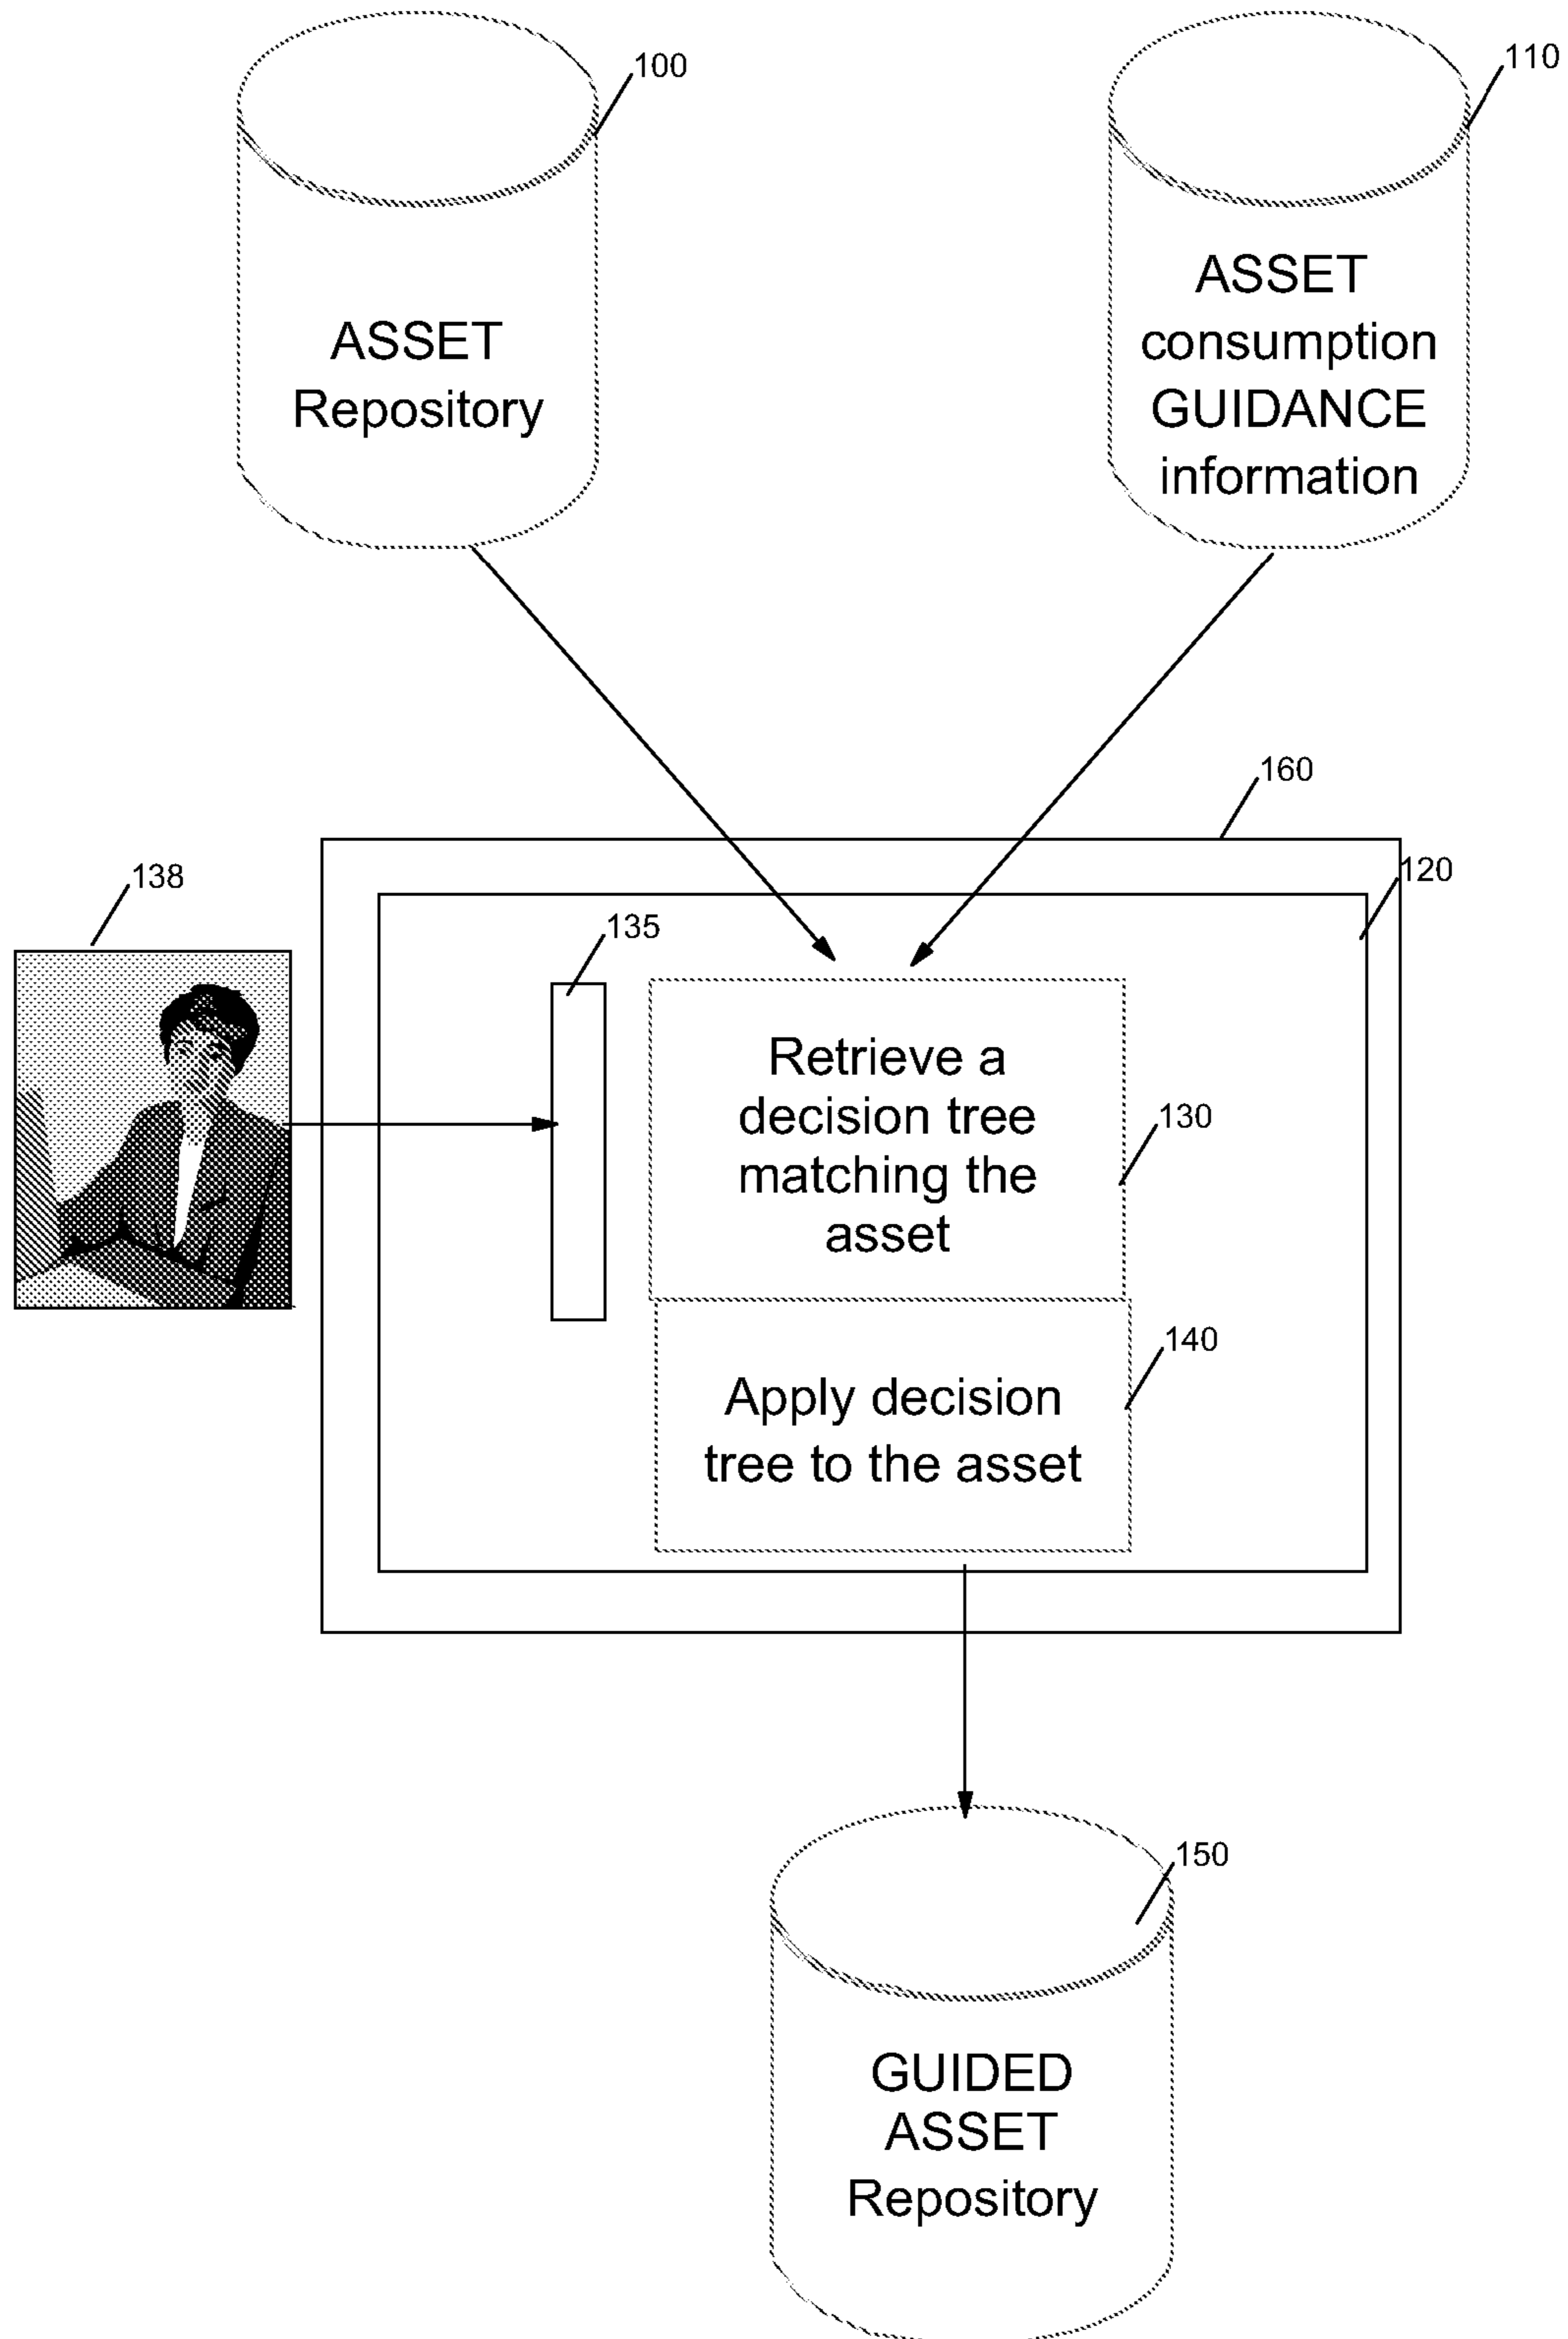 100
110
ASSET
Repository
ASSET
consumption
GUIDANCE
information
160
120
138
135
Retrieve a
decision tree
matching the
asset
130
140
Apply decision
tree to the asset
150
GUIDED
ASSET
Repository